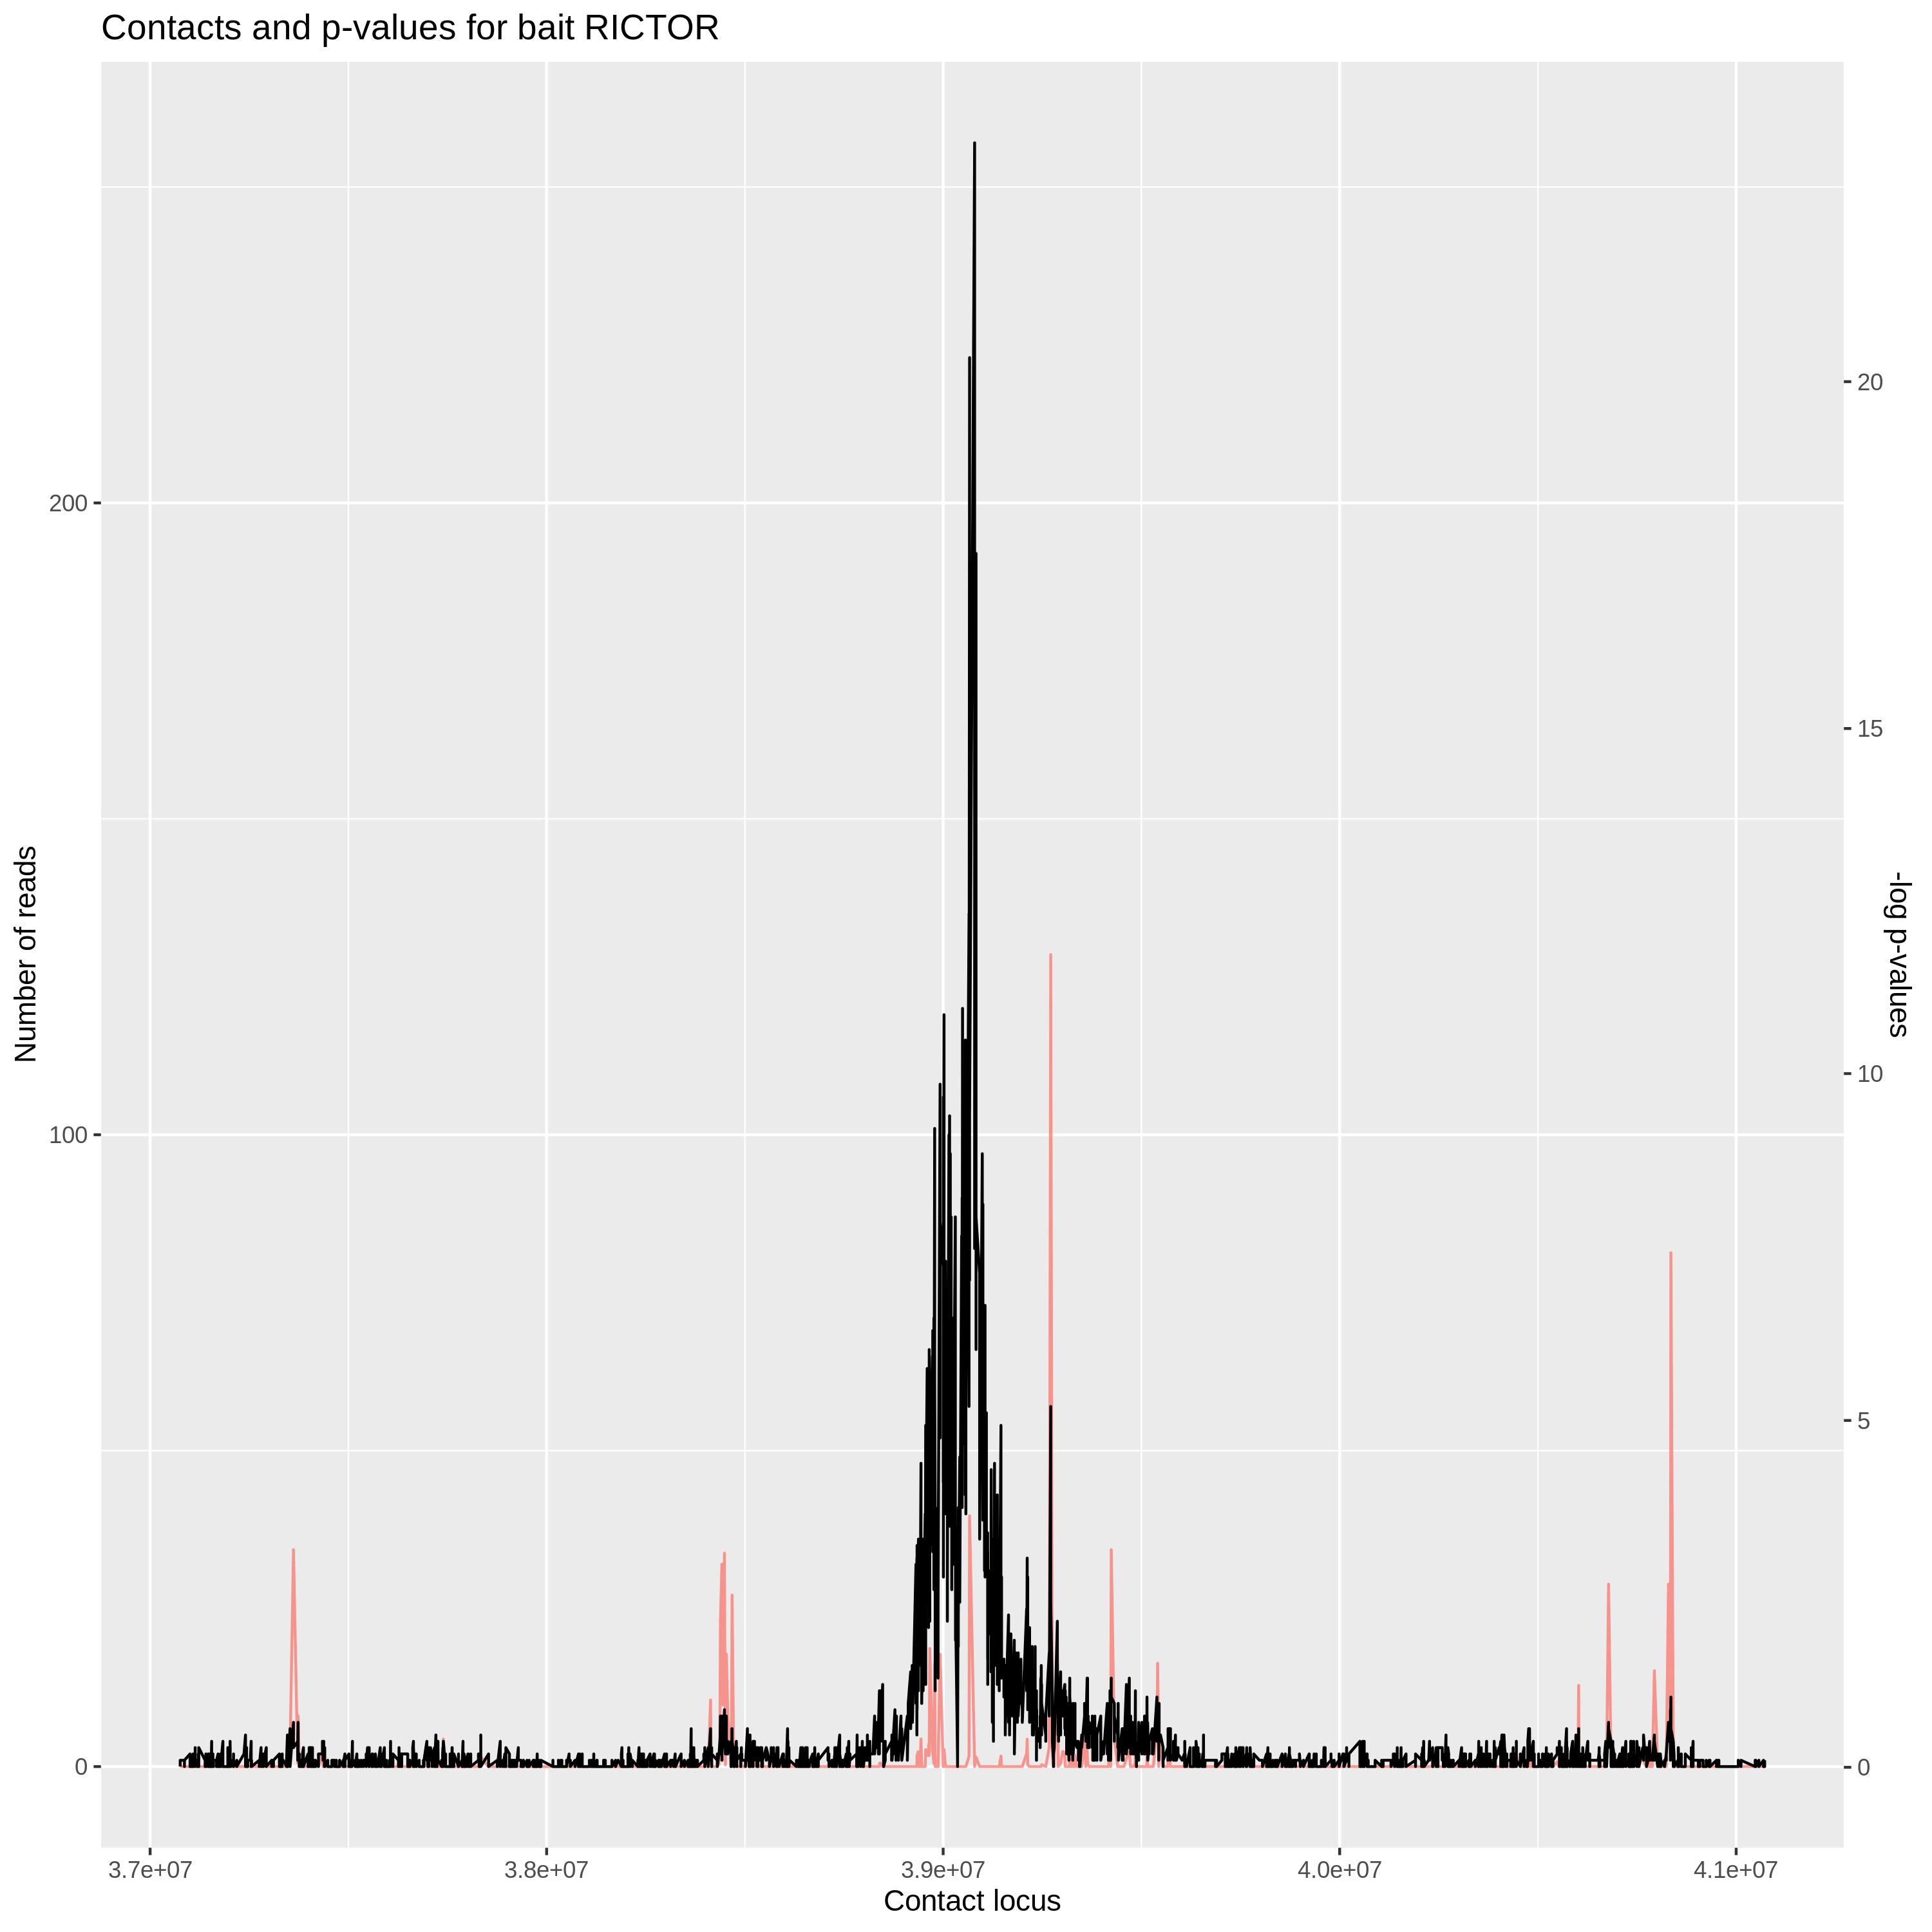 Contacts and p-values for bait RICTOR
Number of reads
200
100
0
20
15
10
5
0
-log p-values
3.7e+07 3.8e+07 3.9e+07 4.0e+07 4.1e+07
Contact locus